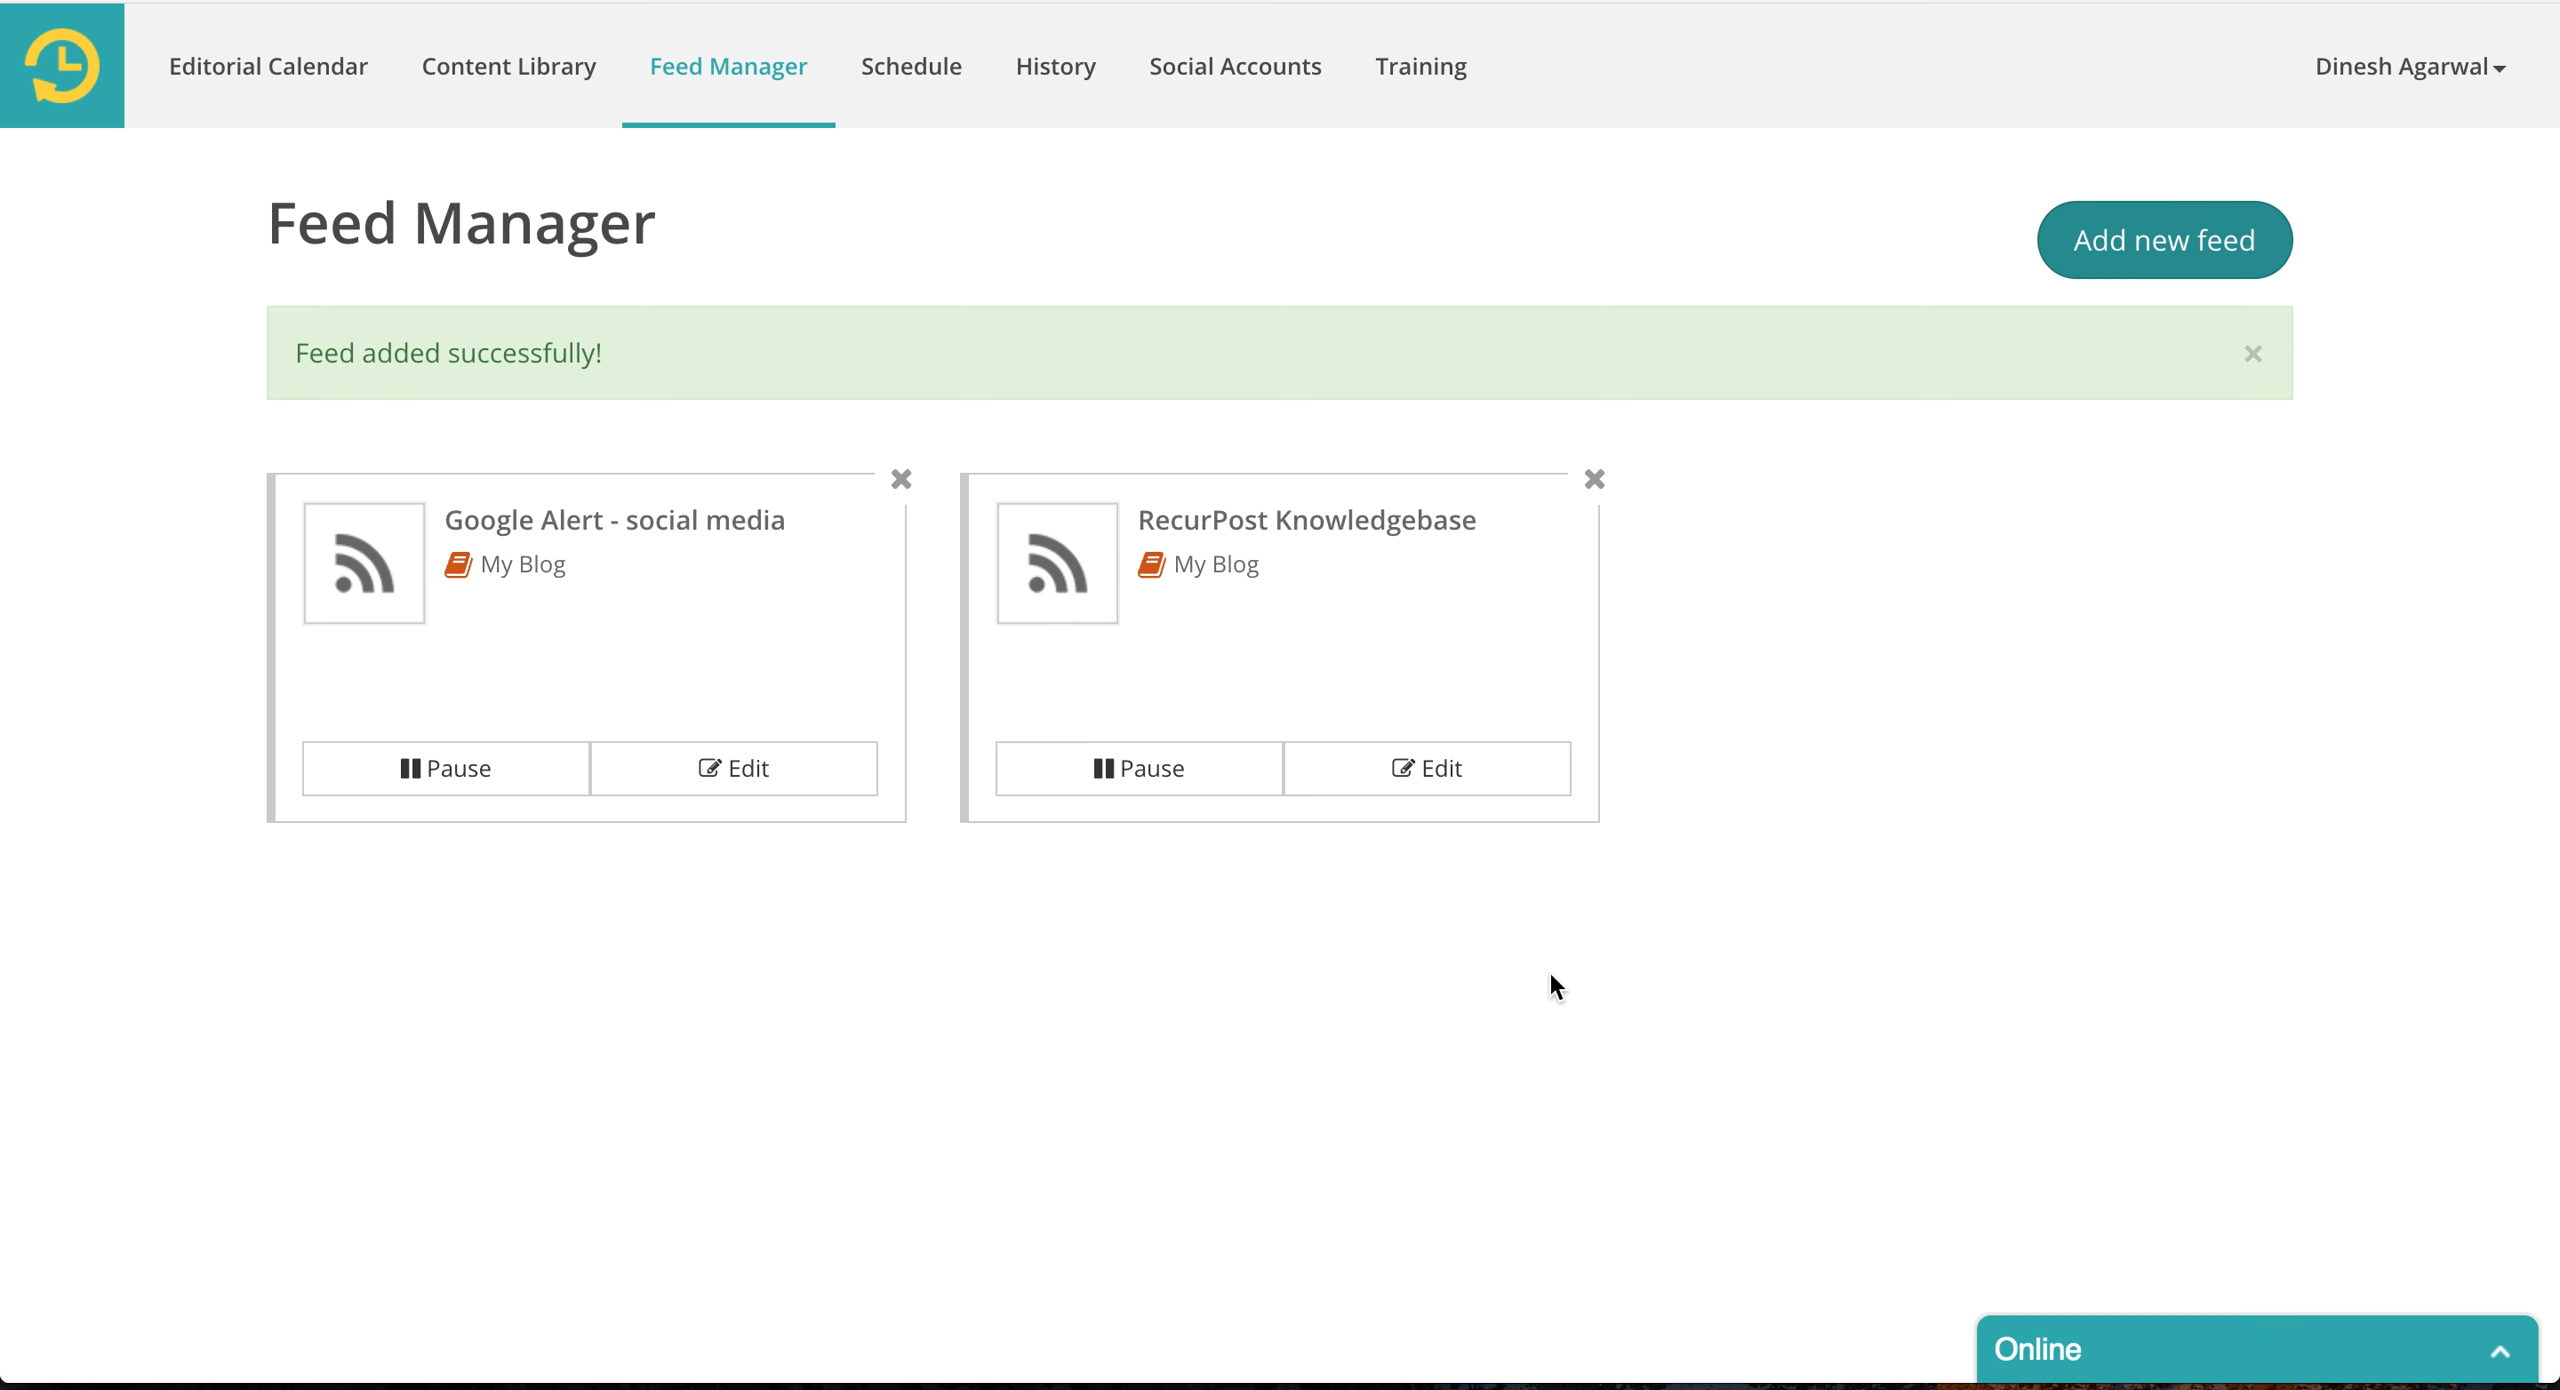 Editorial Calendar Content Library Feed Manager Schedule History Social Accounts Training Dinesh Agarwal
Feed Manager
Add new feed
Feed added successfully!
Google Alert - social media
My Blog
Pause Edit
RecurPost Knowledgebase
My Blog
Pause Edit
Online